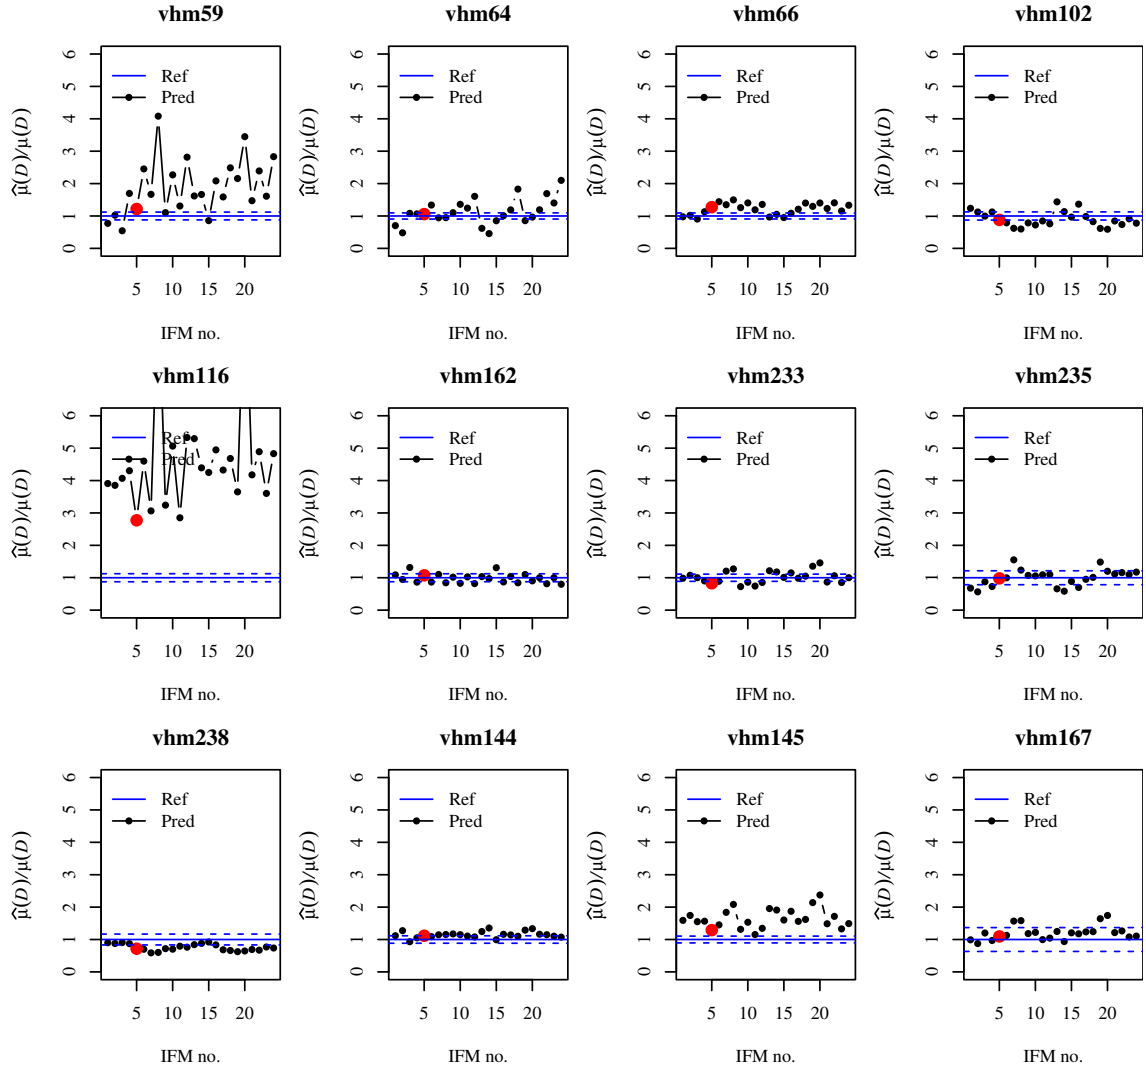 vhm59 vhm64 vhm66 vhm102
μ̂(D)/μ(D) μ̂(D)/μ(D) μ̂(D)/μ(D) μ̂(D)/μ(D)
6 6 6 6
5 5 5 5
4 4 4 4
3 3 3 3
2 2 2 2
1 1 1 1
0 0 0 0
Ref Ref Ref Ref
Pred Pred Pred Pred
5 10 15 20 5 10 15 20 5 10 15 20 5 10 15 20
IFM no. IFM no. IFM no. IFM no.
vhm116 vhm162 vhm233 vhm235
μ̂(D)/μ(D) μ̂(D)/μ(D) μ̂(D)/μ(D) μ̂(D)/μ(D)
6 6 6 6
5 5 5 5
4 4 4 4
3 3 3 3
2 2 2 2
1 1 1 1
0 0 0 0
Ref Ref Ref Ref
Pred Pred Pred Pred
5 10 15 20 5 10 15 20 5 10 15 20 5 10 15 20
IFM no. IFM no. IFM no. IFM no.
vhm238 vhm144 vhm145 vhm167
μ̂(D)/μ(D) μ̂(D)/μ(D) μ̂(D)/μ(D) μ̂(D)/μ(D)
6 6 6 6
5 5 5 5
4 4 4 4
3 3 3 3
2 2 2 2
1 1 1 1
0 0 0 0
Ref Ref Ref Ref
Pred Pred Pred Pred
5 10 15 20 5 10 15 20 5 10 15 20 5 10 15 20
IFM no. IFM no. IFM no. IFM no.